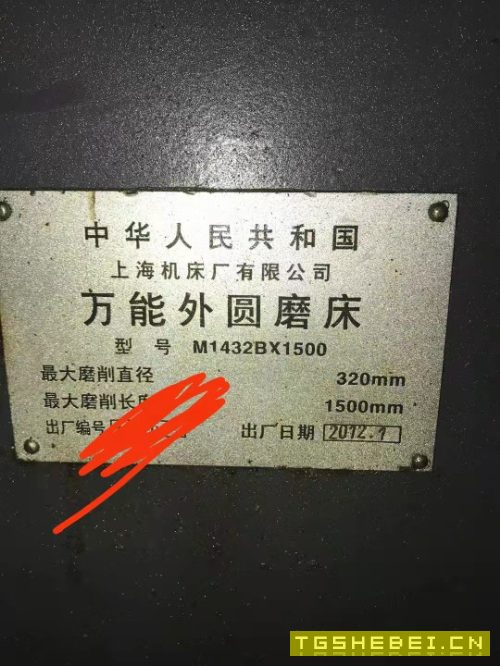 中华人民共和国
上海机床厂有限公司
万能外圆磨床
型号 M1432BX1500
最大磨削直径 320mm
最大磨削长 1500mm
出厂编号 出厂日期 2012.1
TGSHEBEI.CN